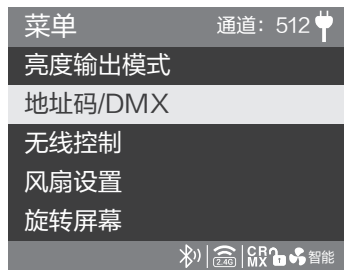 菜单 通道：512
亮度输出模式
地址码/DMX
无线控制
风扇设置
旋转屏幕
2.4G CRMX 智能